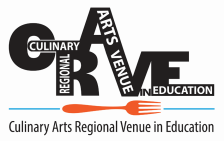 CRAVE
CULINARY
ARTS
REGIONAL
VENUE
IN
EDUCATION
Culinary Arts Regional Venue in Education